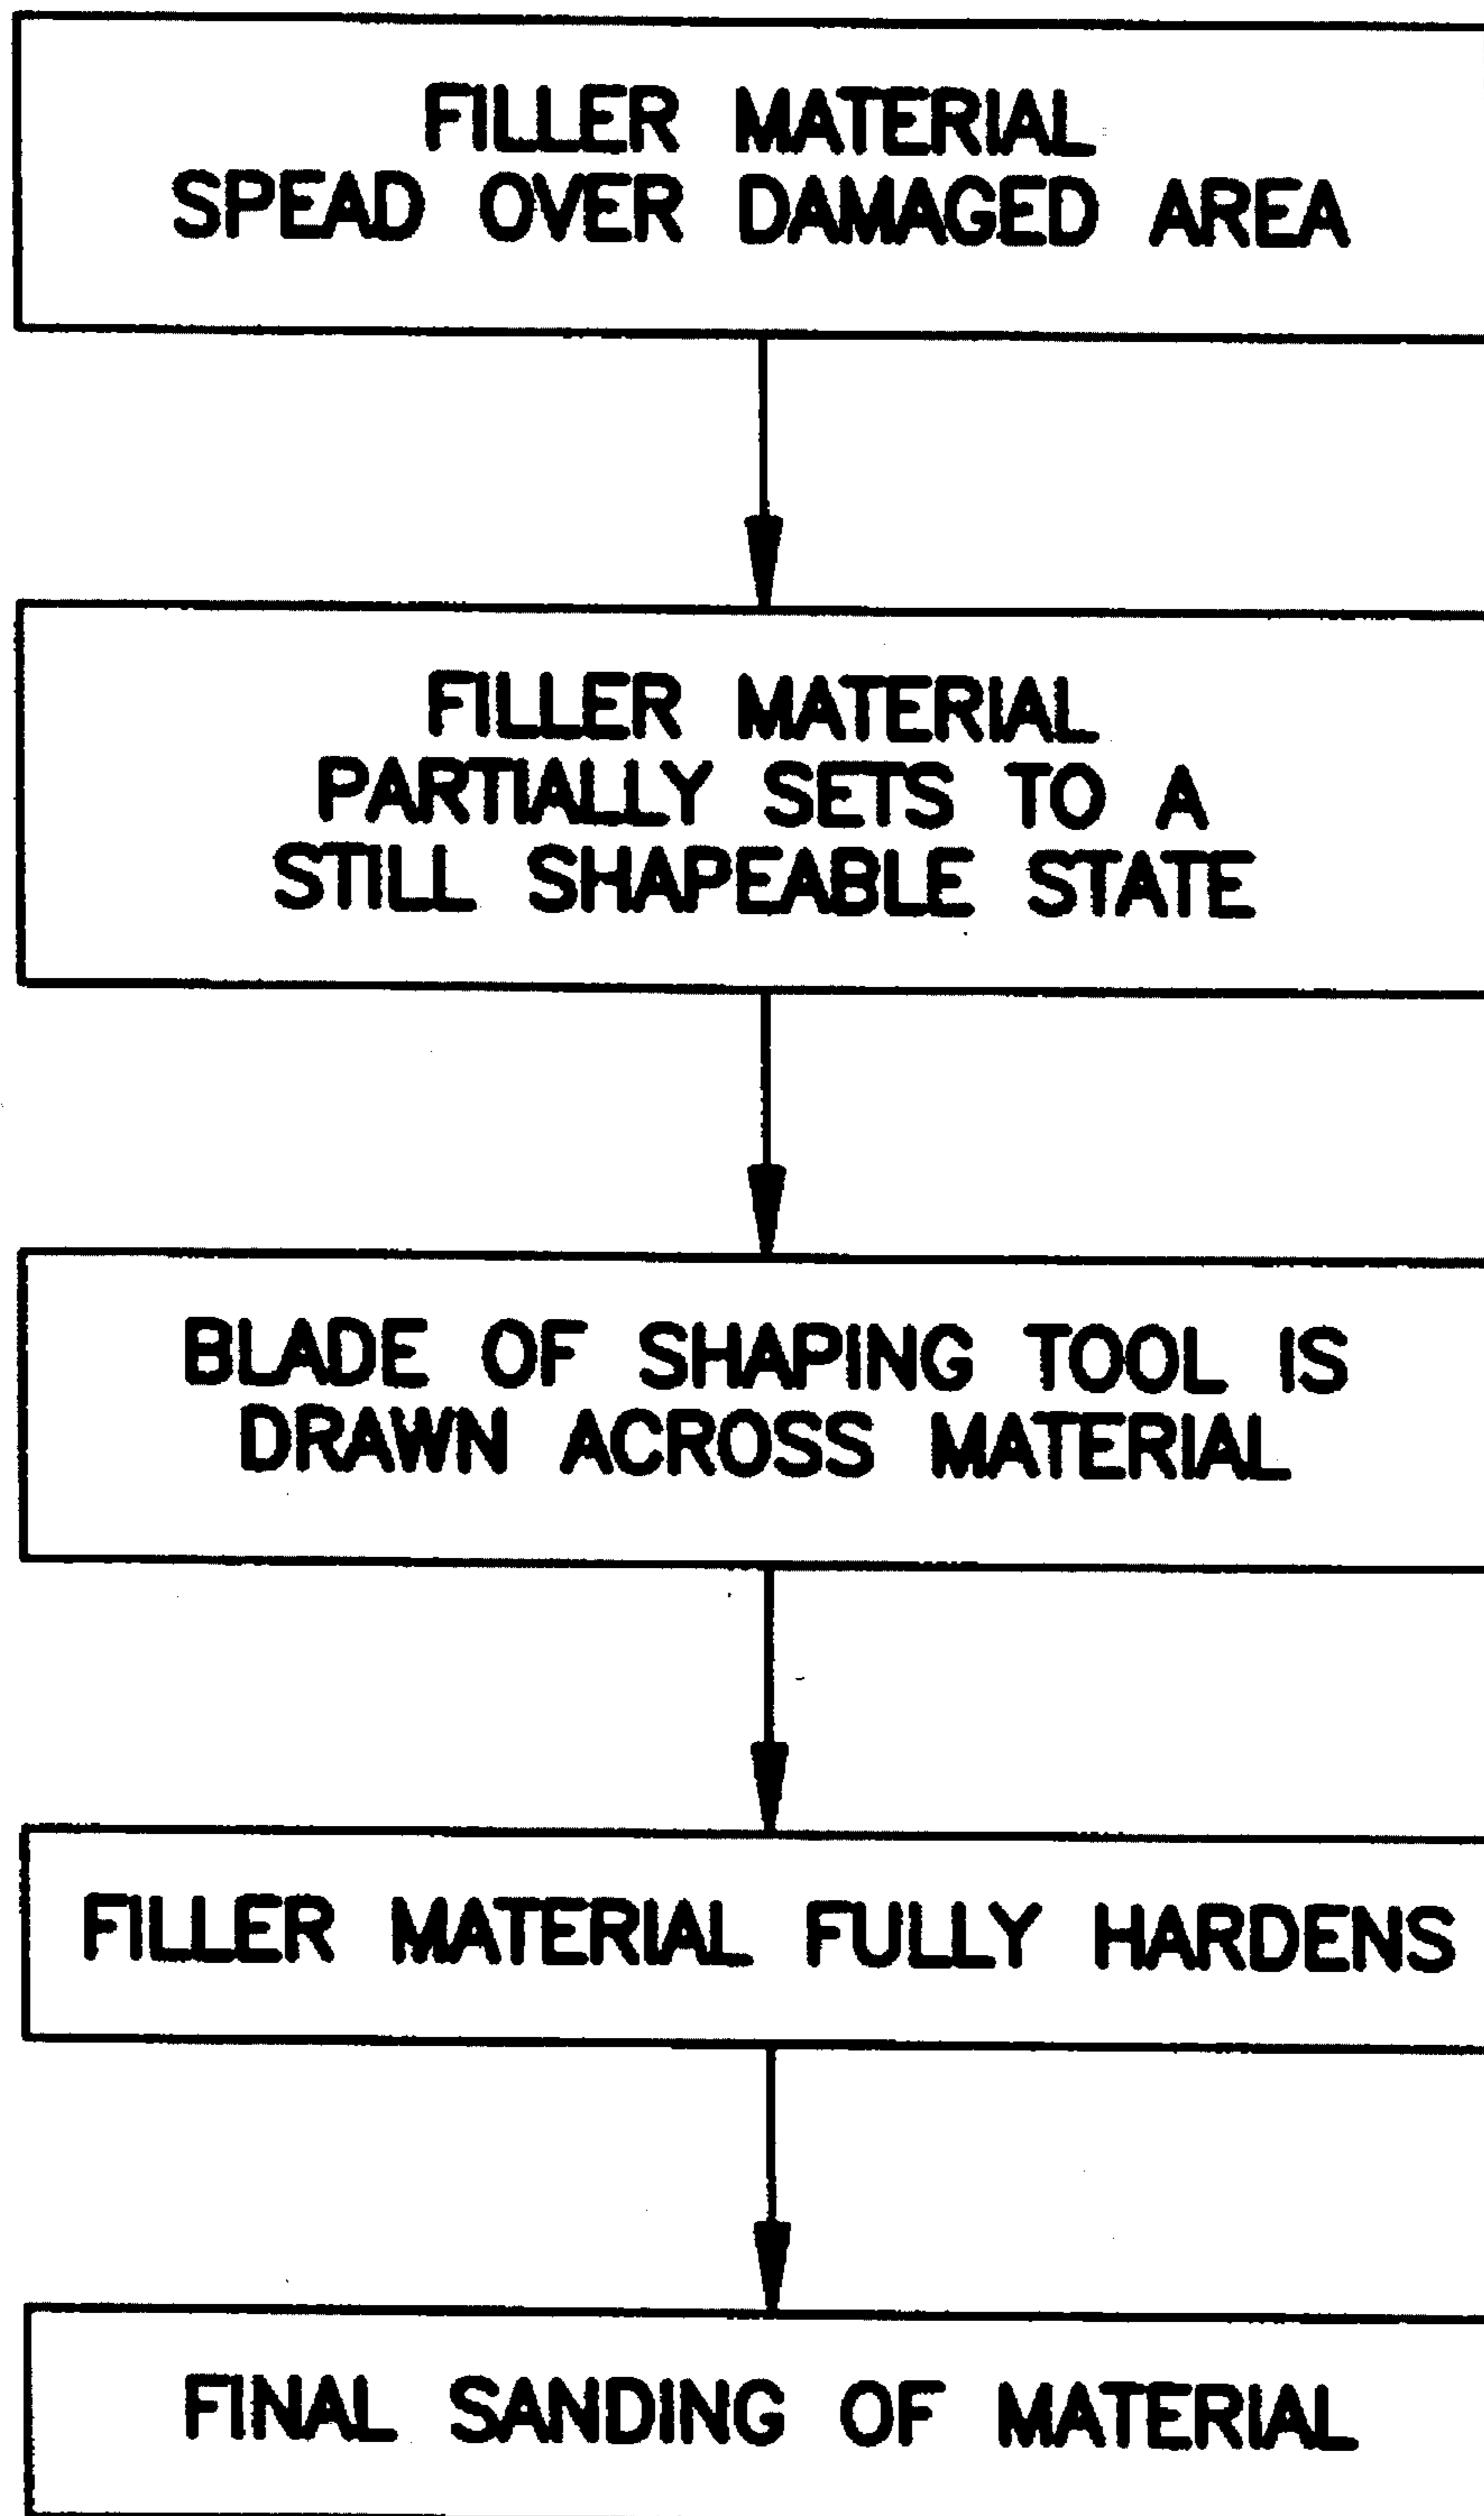 FILLER MATERIAL
SPEAD OVER DAMAGED AREA
FILLER MATERIAL
PARTIALLY SETS TO A
STILL SHAPEABLE STATE
BLADE OF SHAPING TOOL IS
DRAWN ACROSS MATERIAL
FILLER MATERIAL FULLY HARDENS
FINAL SANDING OF MATERIAL